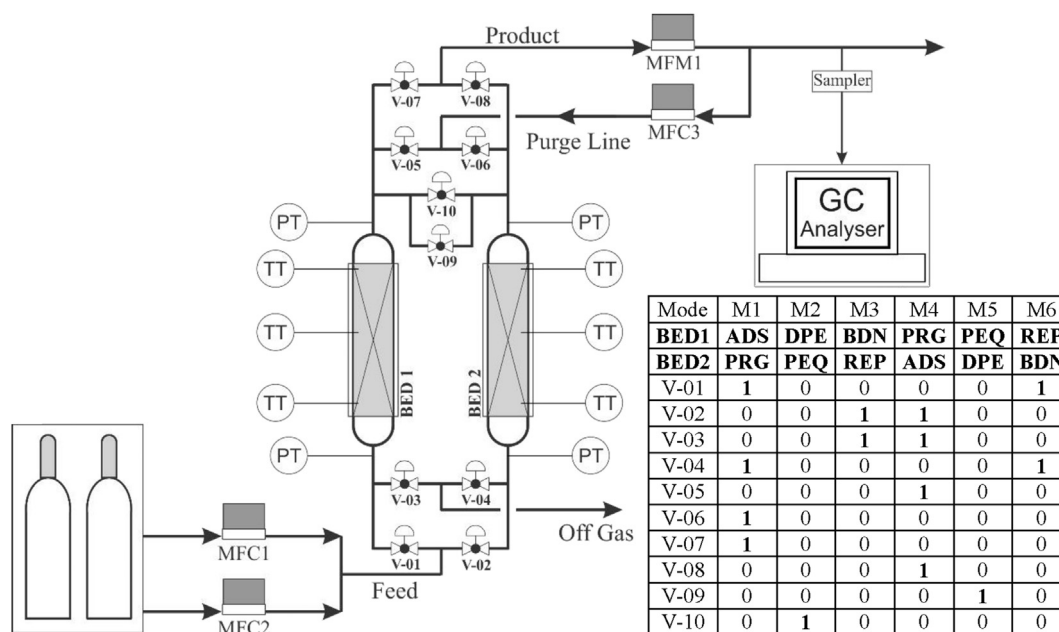 Product
MFM1
V-07
V-08
Sampler
MFC3
Purge Line
V-05
V-06
V-10
V-09
GC
Analyser
PT
PT
TT
TT
TT
TT
TT
TT
BED 1
BED 2
PT
PT
V-03
V-04
Off Gas
MFC1
V-01
V-02
Feed
MFC2
Mode M1 M2 M3 M4 M5 M6
BED1 ADS DPE BDN PRG PEQ REP
BED2 PRG PEQ REP ADS DPE BDN
V-01 1 0 0 0 0 1
V-02 0 0 1 1 0 0
V-03 0 0 1 1 0 0
V-04 1 0 0 0 0 1
V-05 0 0 0 1 0 0
V-06 1 0 0 0 0 0
V-07 1 0 0 0 0 0
V-08 0 0 0 1 0 0
V-09 0 0 0 0 1 0
V-10 0 1 0 0 0 0